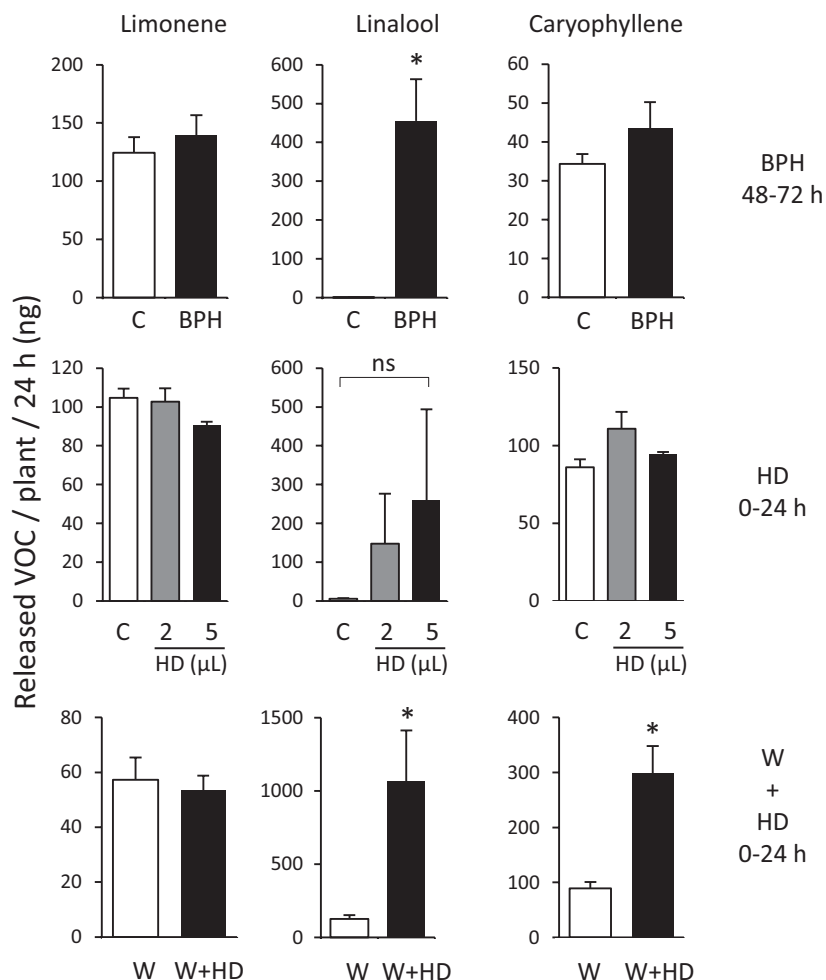 Limonene Linalool Caryophyllene
Released VOC / plant / 24 h (ng)
200
150
100
50
0
C BPH
*
600
500
400
300
200
100
0
C BPH
60
50
40
30
20
10
0
C BPH
BPH
48-72 h
120
100
80
60
40
20
0
C 2 5
HD (µL)
ns
600
500
400
300
200
100
0
C 2 5
HD (µL)
150
100
50
0
C 2 5
HD (µL)
HD
0-24 h
80
60
40
20
0
W W+HD
*
1500
1000
500
0
W W+HD
*
400
300
200
100
0
W W+HD
W
+
HD
0-24 h